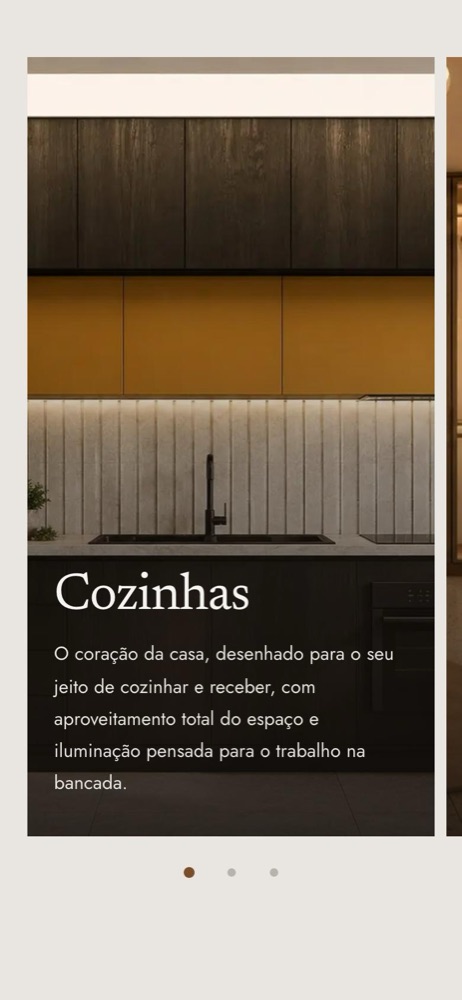 Cozinhas
O coração da casa, desenhado para o seu
jeito de cozinhar e receber, com
aproveitamento total do espaço e
iluminação pensada para o trabalho na
bancada.